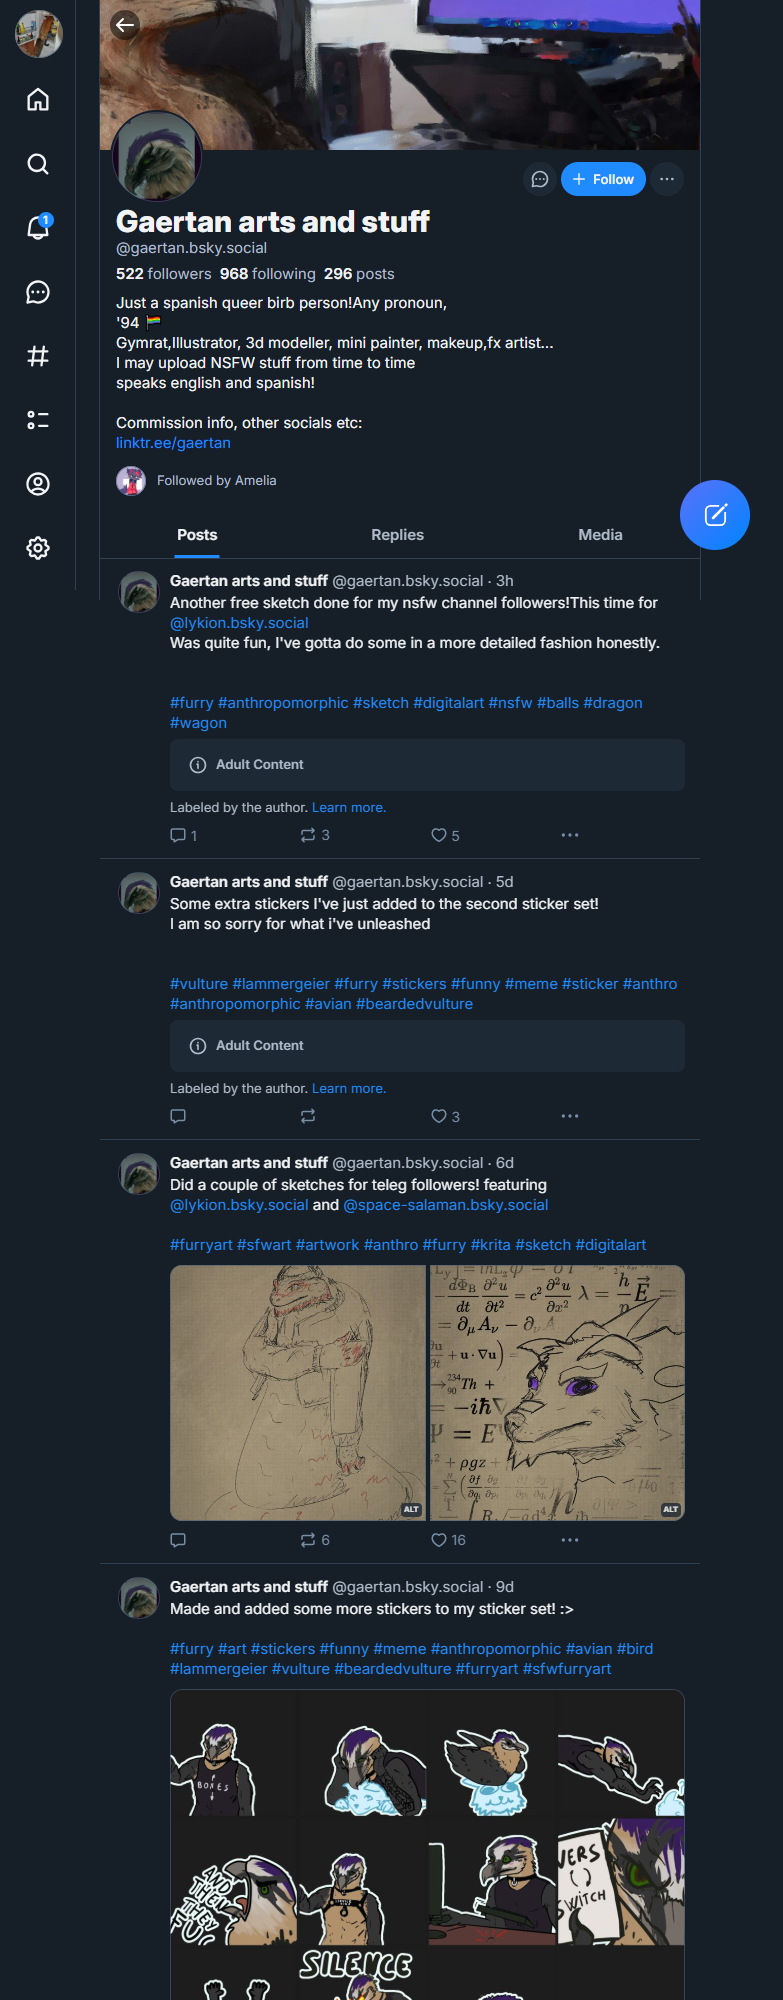 1
Follow
Gaertan arts and stuff
@gaertan.bsky.social
522 followers 968 following 296 posts
Just a spanish queer birb person!Any pronoun,
'94 🏳️‍🌈
Gymrat,Illustrator, 3d modeller, mini painter, makeup,fx artist...
I may upload NSFW stuff from time to time
speaks english and spanish!
Commission info, other socials etc:
linktr.ee/gaertan
Followed by Amelia
Posts Replies Media
Gaertan arts and stuff @gaertan.bsky.social · 3h
Another free sketch done for my nsfw channel followers!This time for
@lykion.bsky.social
Was quite fun, I've gotta do some in a more detailed fashion honestly.
#furry #anthropomorphic #sketch #digitalart #nsfw #balls #dragon
#wagon
Adult Content
Labeled by the author. Learn more.
1 3 5
Gaertan arts and stuff @gaertan.bsky.social · 5d
Some extra stickers I've just added to the second sticker set!
I am so sorry for what i've unleashed
#vulture #lammergeier #furry #stickers #funny #meme #sticker #anthro
#anthropomorphic #avian #beardedvulture
Adult Content
Labeled by the author. Learn more.
3
Gaertan arts and stuff @gaertan.bsky.social · 6d
Did a couple of sketches for teleg followers! featuring
@lykion.bsky.social and @space-salaman.bsky.social
#furryart #sfwart #artwork #anthro #furry #krita #sketch #digitalart
ALT
ALT
6 16
Gaertan arts and stuff @gaertan.bsky.social · 9d
Made and added some more stickers to my sticker set! :>
#furry #art #stickers #funny #meme #anthropomorphic #avian #bird
#lammergeier #vulture #beardedvulture #furryart #sfwfurryart
BONES
VERS
SWITCH
SILENCE